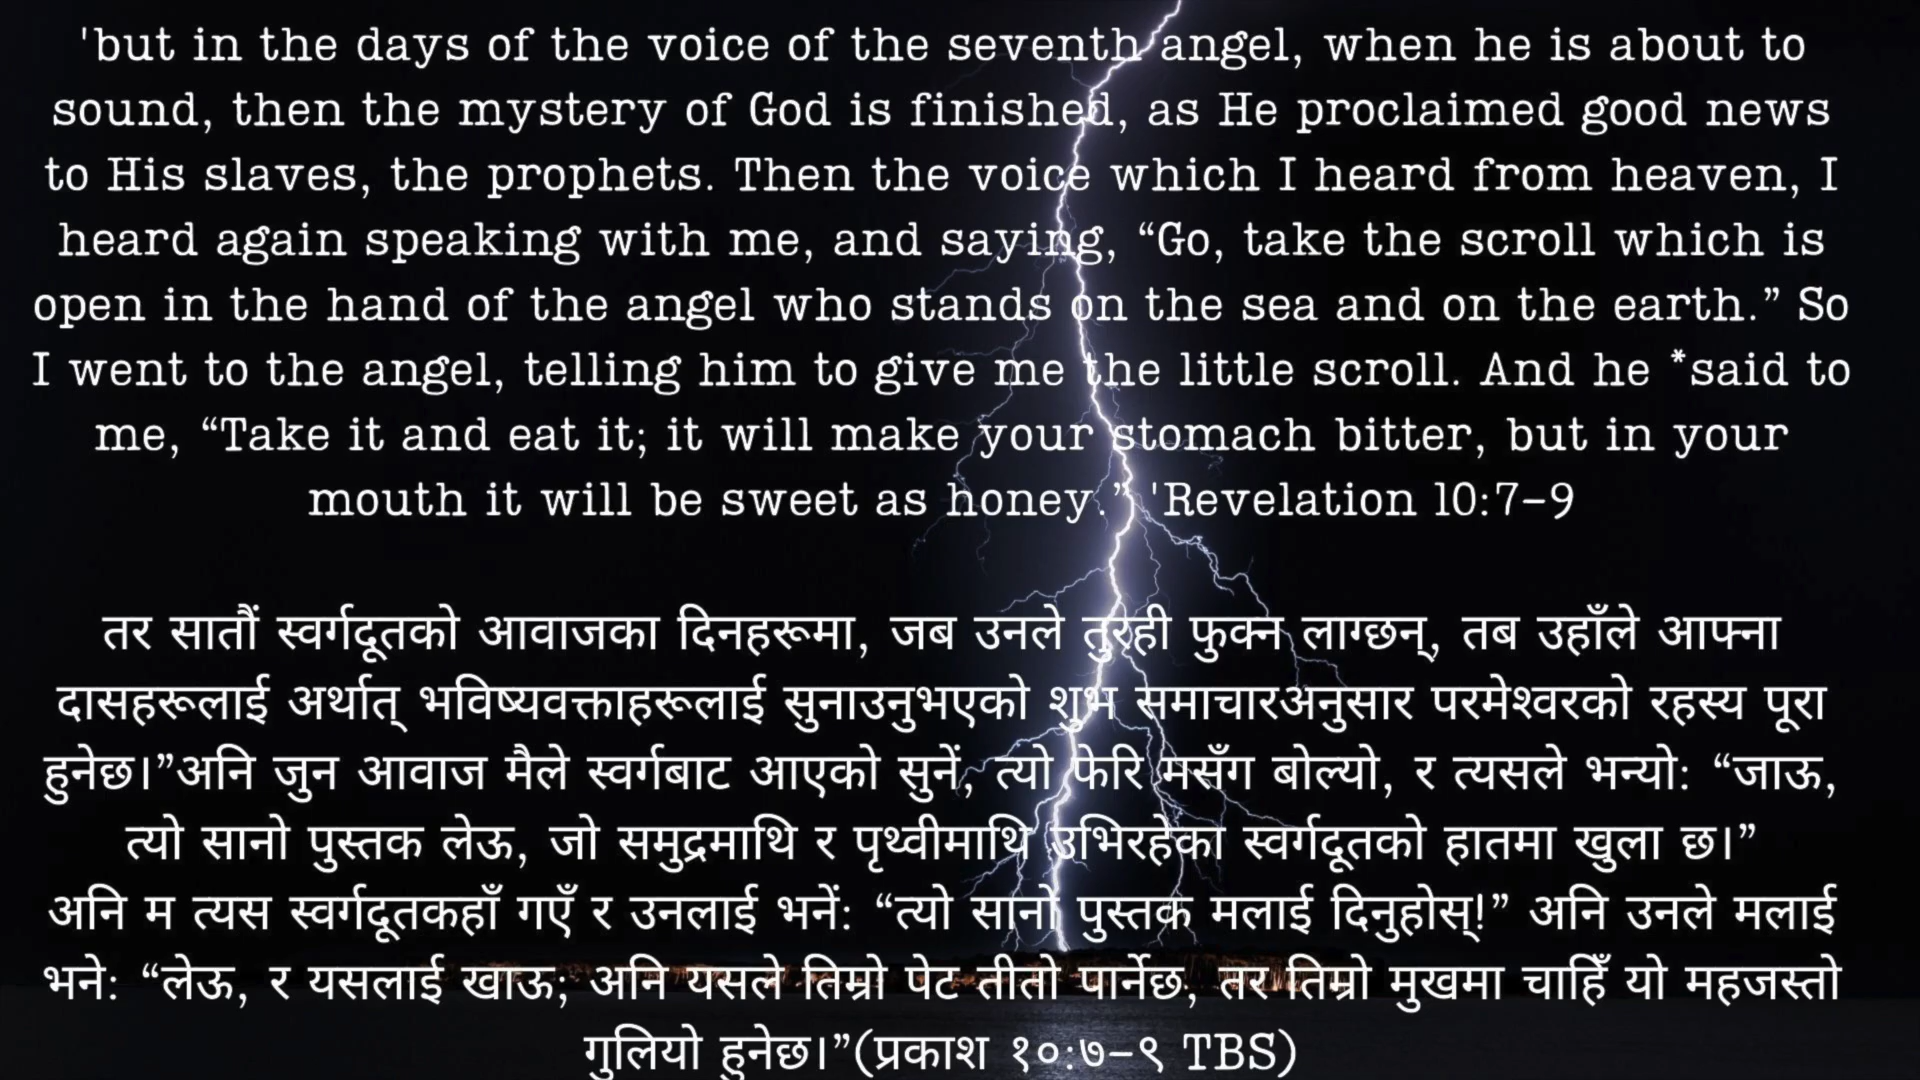 'but in the days of the voice of the seventh angel, when he is about to
sound, then the mystery of God is finished, as He proclaimed good news
to His slaves, the prophets. Then the voice which I heard from heaven, I
heard again speaking with me, and saying, “Go, take the scroll which is
open in the hand of the angel who stands on the sea and on the earth.” So
I went to the angel, telling him to give me the little scroll. And he *said to
me, “Take it and eat it; it will make your stomach bitter, but in your
mouth it will be sweet as honey.” 'Revelation 10:7-9
तर सातौं स्वर्गदूतको आवाजका दिनहरूमा, जब उनले तुरही फुक्न लाग्छन्, तब उहाँले आफ्ना
दासहरूलाई अर्थात् भविष्यवक्ताहरूलाई सुनाउनुभएको शुभ समाचारअनुसार परमेश्वरको रहस्य पूरा
हुनेछ।”अनि जुन आवाज मैले स्वर्गबाट आएको सुनें, त्यो फेरि मसँग बोल्यो, र त्यसले भन्यो: “जाऊ,
त्यो सानो पुस्तक लेऊ, जो समुद्रमाथि र पृथ्वीमाथि उभिरहेका स्वर्गदूतको हातमा खुला छ।”
अनि म त्यस स्वर्गदूतकहाँ गएँ र उनलाई भनें: “त्यो सानो पुस्तक मलाई दिनुहोस्!” अनि उनले मलाई
भने: “लेऊ, र यसलाई खाऊ; अनि यसले तिम्रो पेट तीतो पार्नेछ, तर तिम्रो मुखमा चाहिँ यो महजस्तो
गुलियो हुनेछ।”(प्रकाश १०:७-९ TBS)